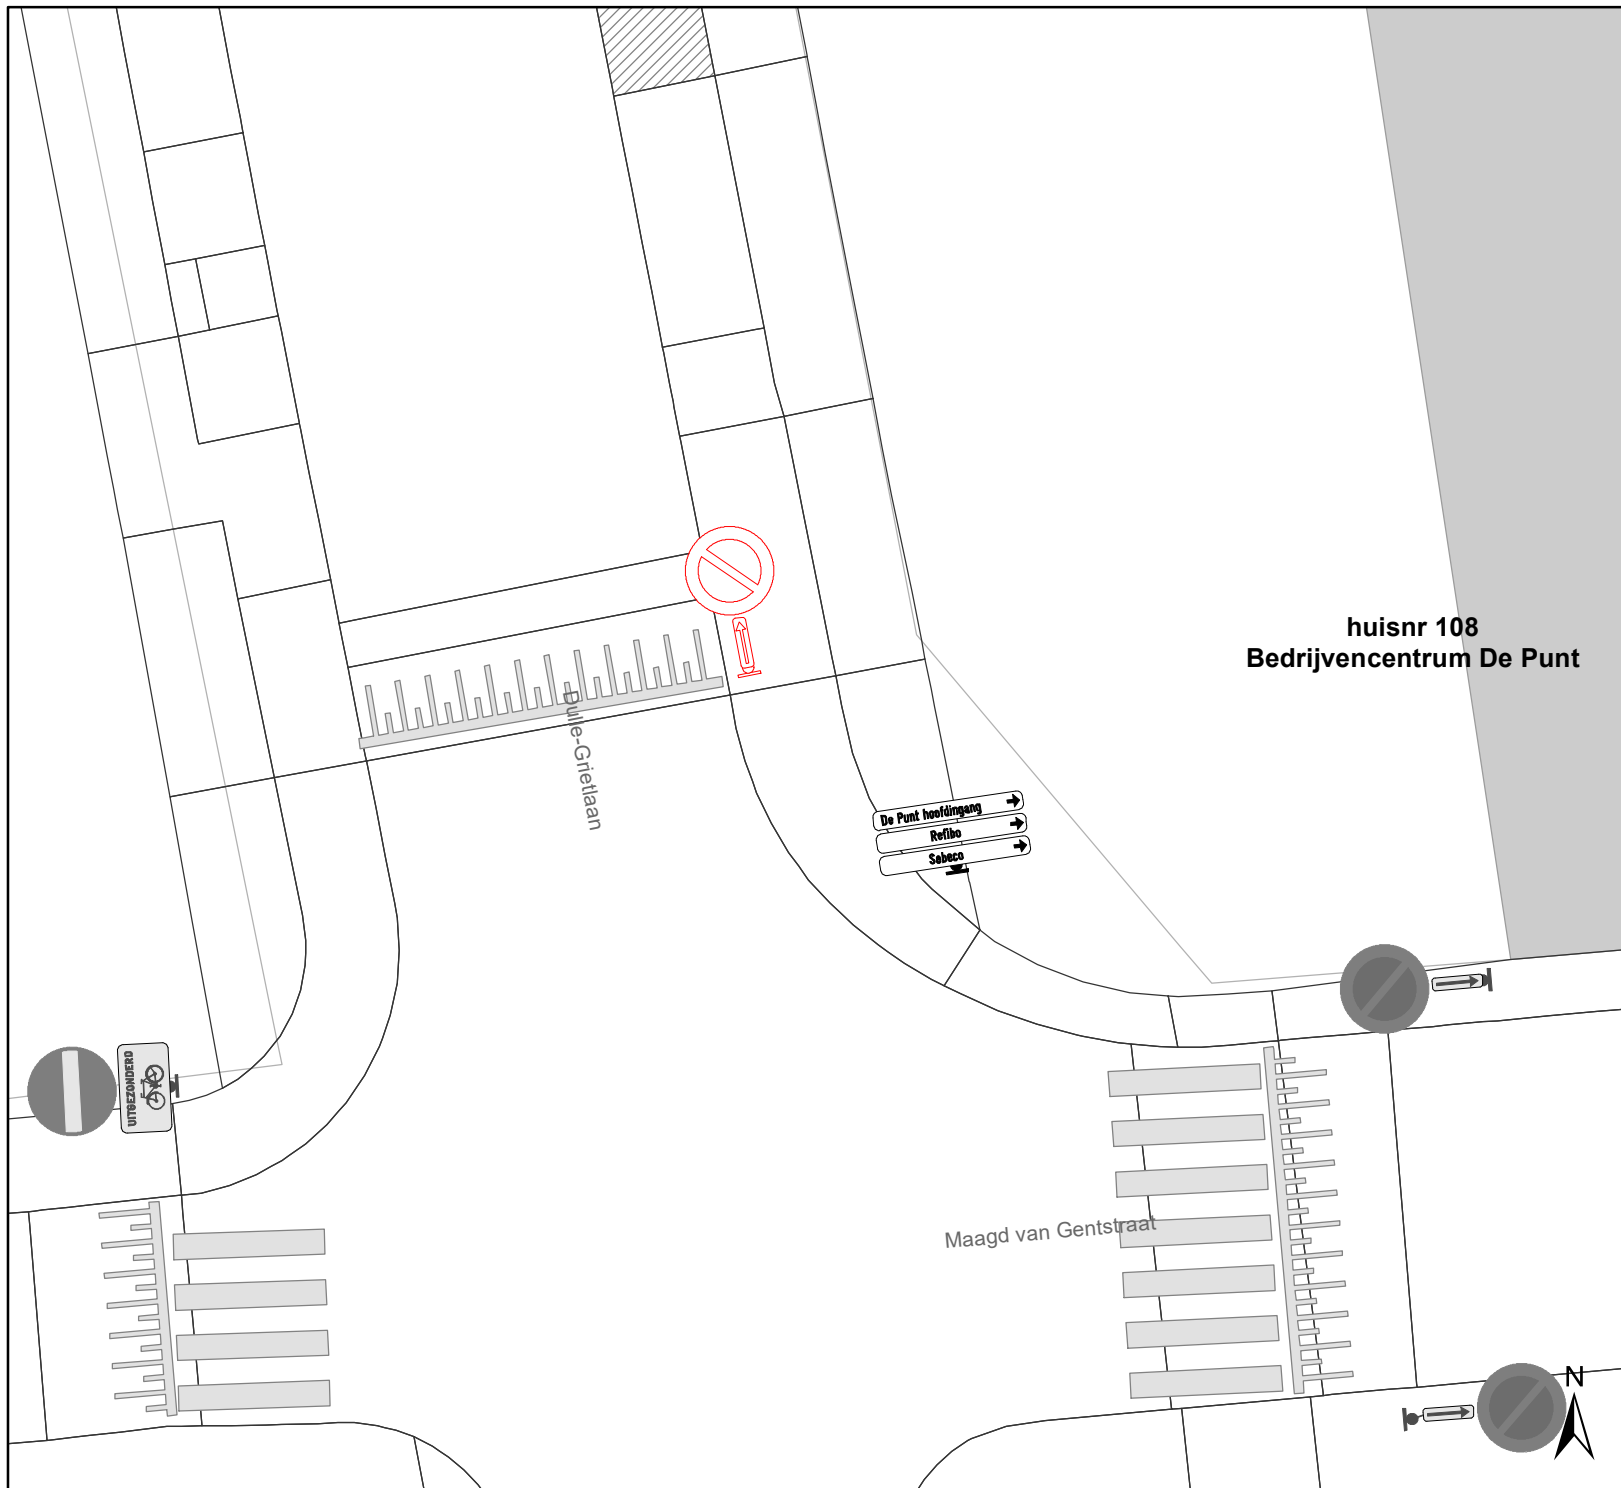 huisnr 108
Bedrijvencentrum De Punt
Dulle-Grietlaan
De Punt hoofdingang
Refibo
Sebeco
UITGEZONDERD
Maagd van Gentstraat
N